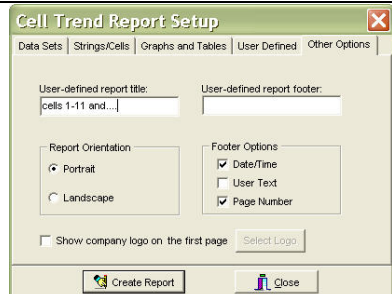 Cell Trend Report Setup
Data Sets Strings/Cells Graphs and Tables User Defined Other Options
User-defined report title: User-defined report footer:
cells 1-11 and....
Report Orientation Footer Options
Portrait Date/Time
User Text
Landscape Page Number
Show company logo on the first page Select Logo
Create Report Close